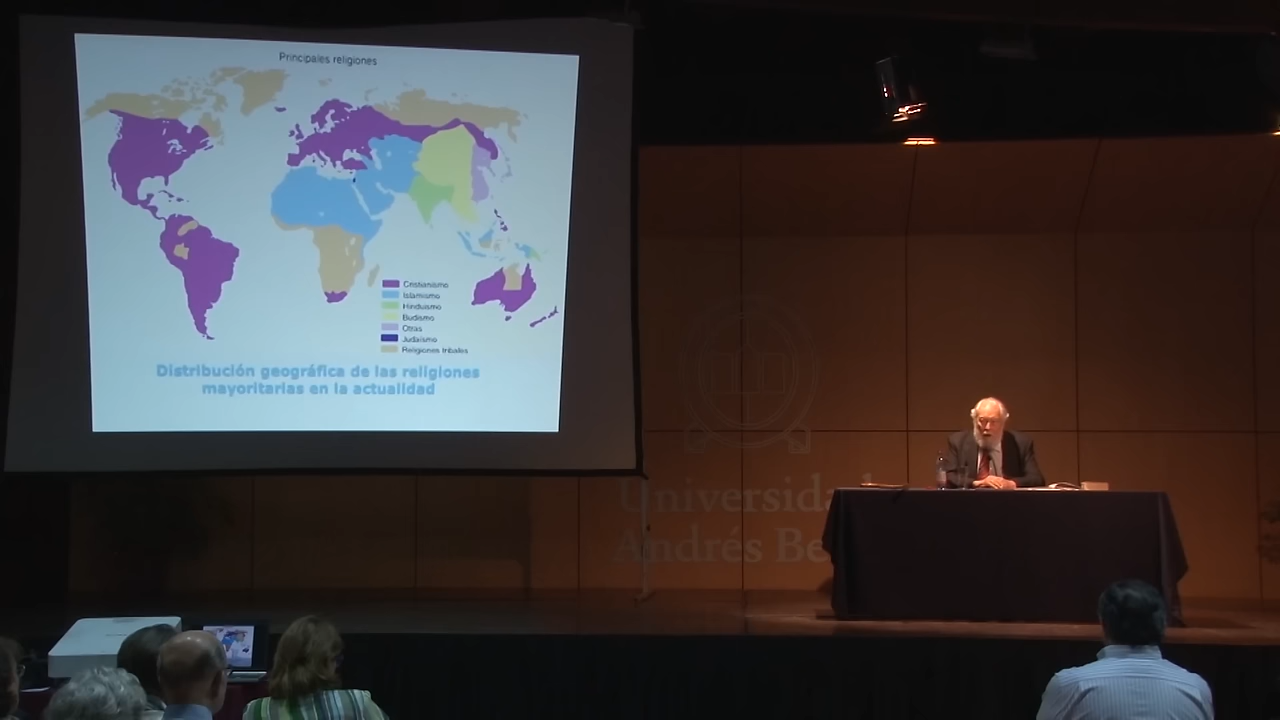 Principales religiones
Cristianismo
Islamismo
Hinduismo
Budismo
Otras
Judaísmo
Religiones tribales
Distribución geográfica de las religiones
mayoritarias en la actualidad
Universida
Andrés Be